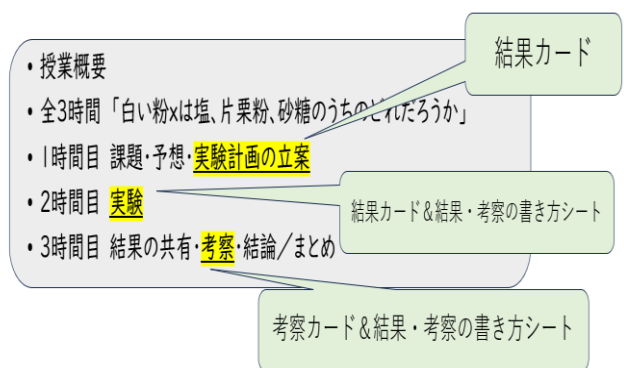 結果カード
・授業概要
・全3時間「白い粉xは塩、片栗粉、砂糖のうちのどれだろうか」
・1時間目 課題・予想・実験計画の立案
・2時間目 実験
結果カード&結果・考察の書き方シート
・3時間目 結果の共有・考察・結論/まとめ
考察カード&結果・考察の書き方シート